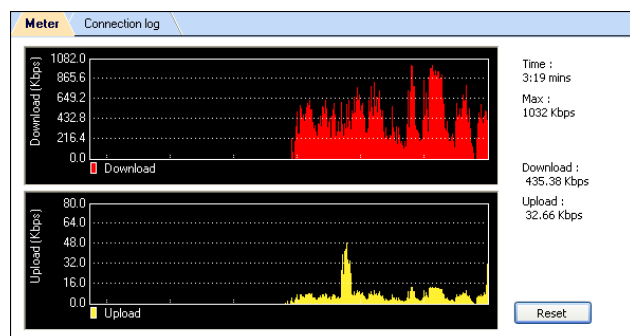 Meter
Connection log
Download (Kbps)
1082.0
865.6
649.2
432.8
216.4
0.0
Download
Upload (Kbps)
80.0
64.0
48.0
32.0
16.0
0.0
Upload
Time :
3:19 mins
Max :
1032 Kbps
Download :
435.38 Kbps
Upload :
32.66 Kbps
Reset